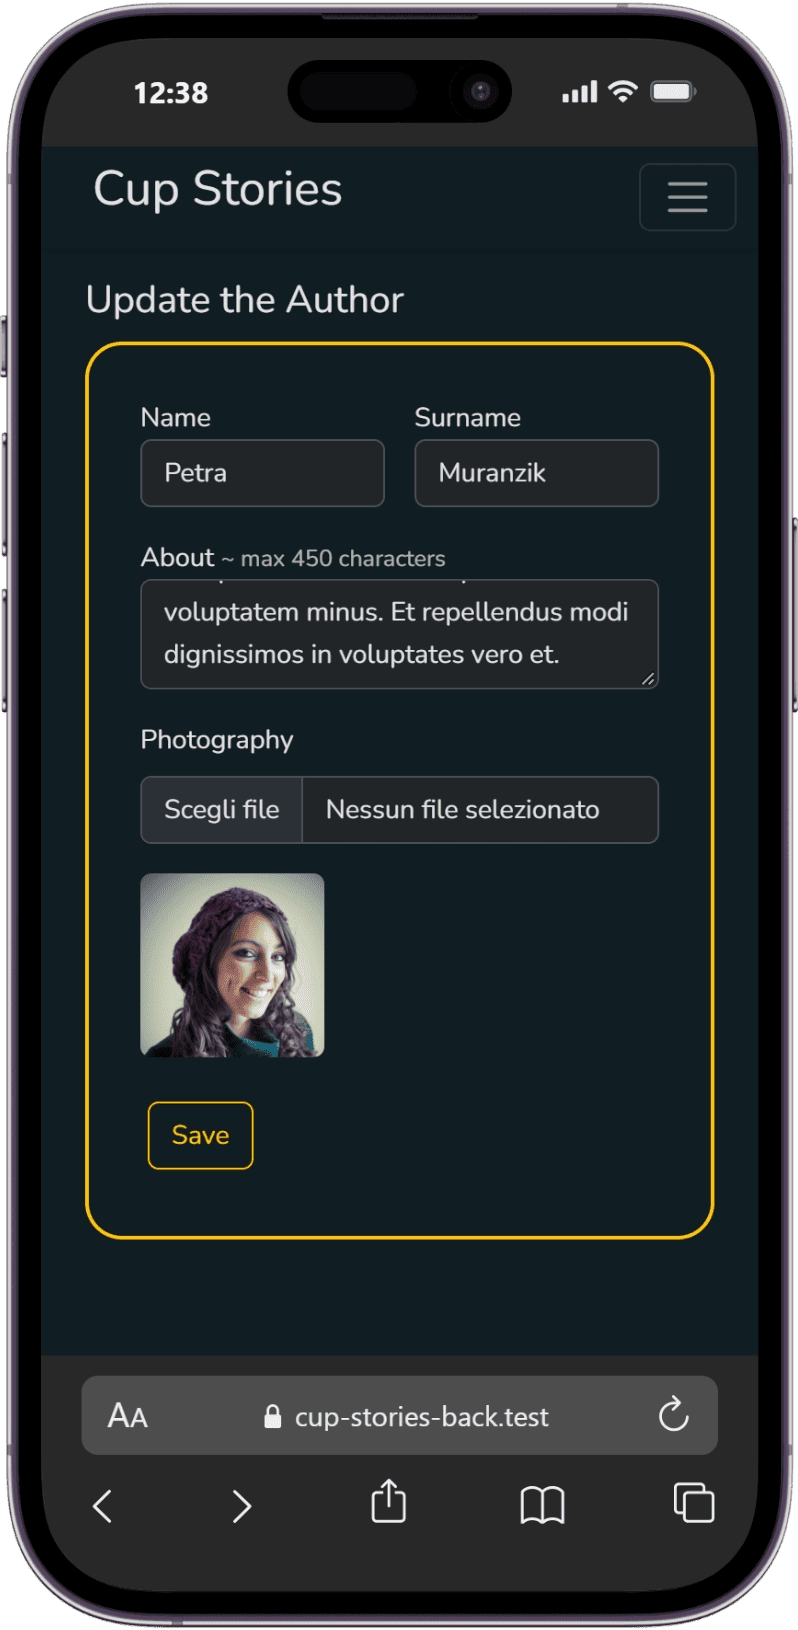 12:38
Cup Stories
Update the Author
Name Surname
Petra Muranzik
About ~ max 450 characters
voluptatem minus. Et repellendus modi
dignissimos in voluptates vero et.
Photography
Scegli file Nessun file selezionato
Save
AA cup-stories-back.test